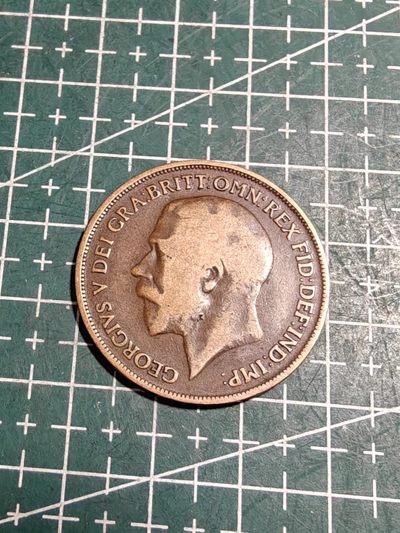 GEORGIVS V DEI GRA: BRITT: OMN: REX FID: DEF: IND: IMP: